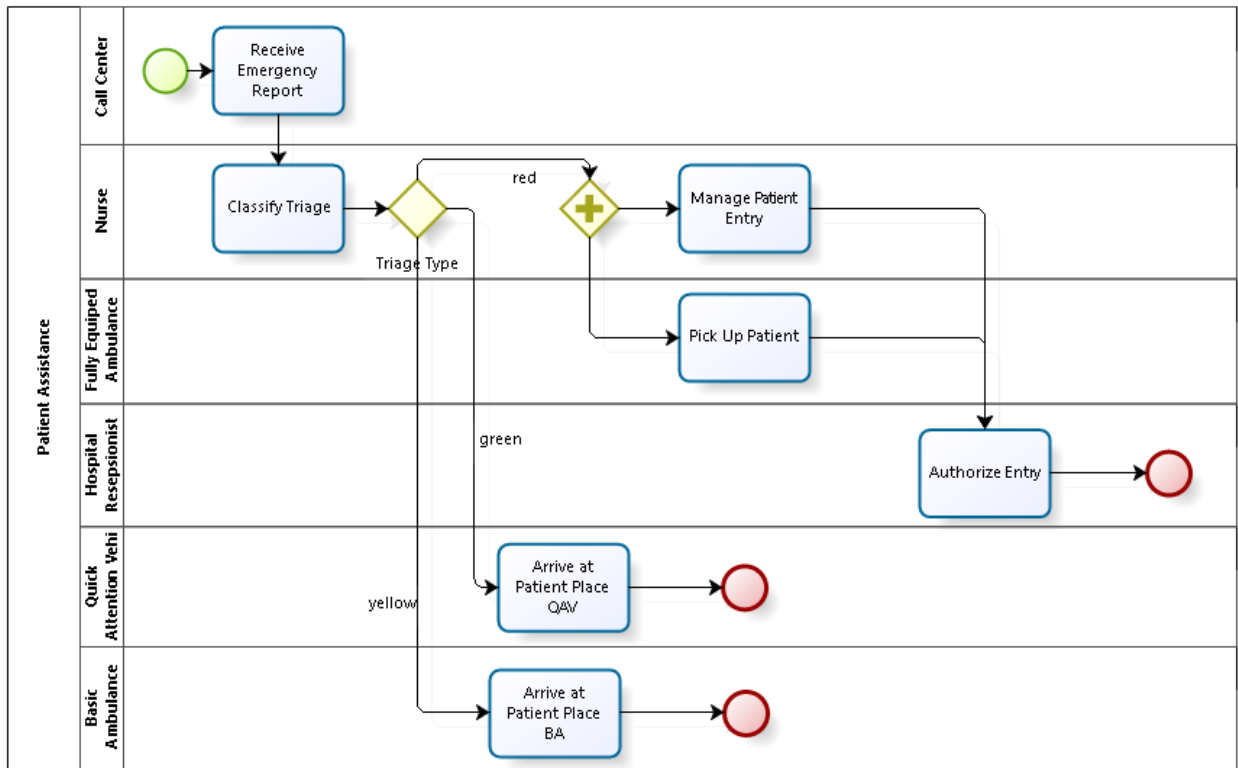 Patient Assistance
Call Center
Receive
Emergency
Report
Nurse
Classify Triage
Triage Type
red
Manage Patient
Entry
Fully Equiped
Ambulance
Pick Up Patient
Hospital
Resepsionist
green
Authorize Entry
Quick
Attention Vehi
Arrive at
Patient Place
QAV
yellow
Basic
Ambulance
Arrive at
Patient Place
BA